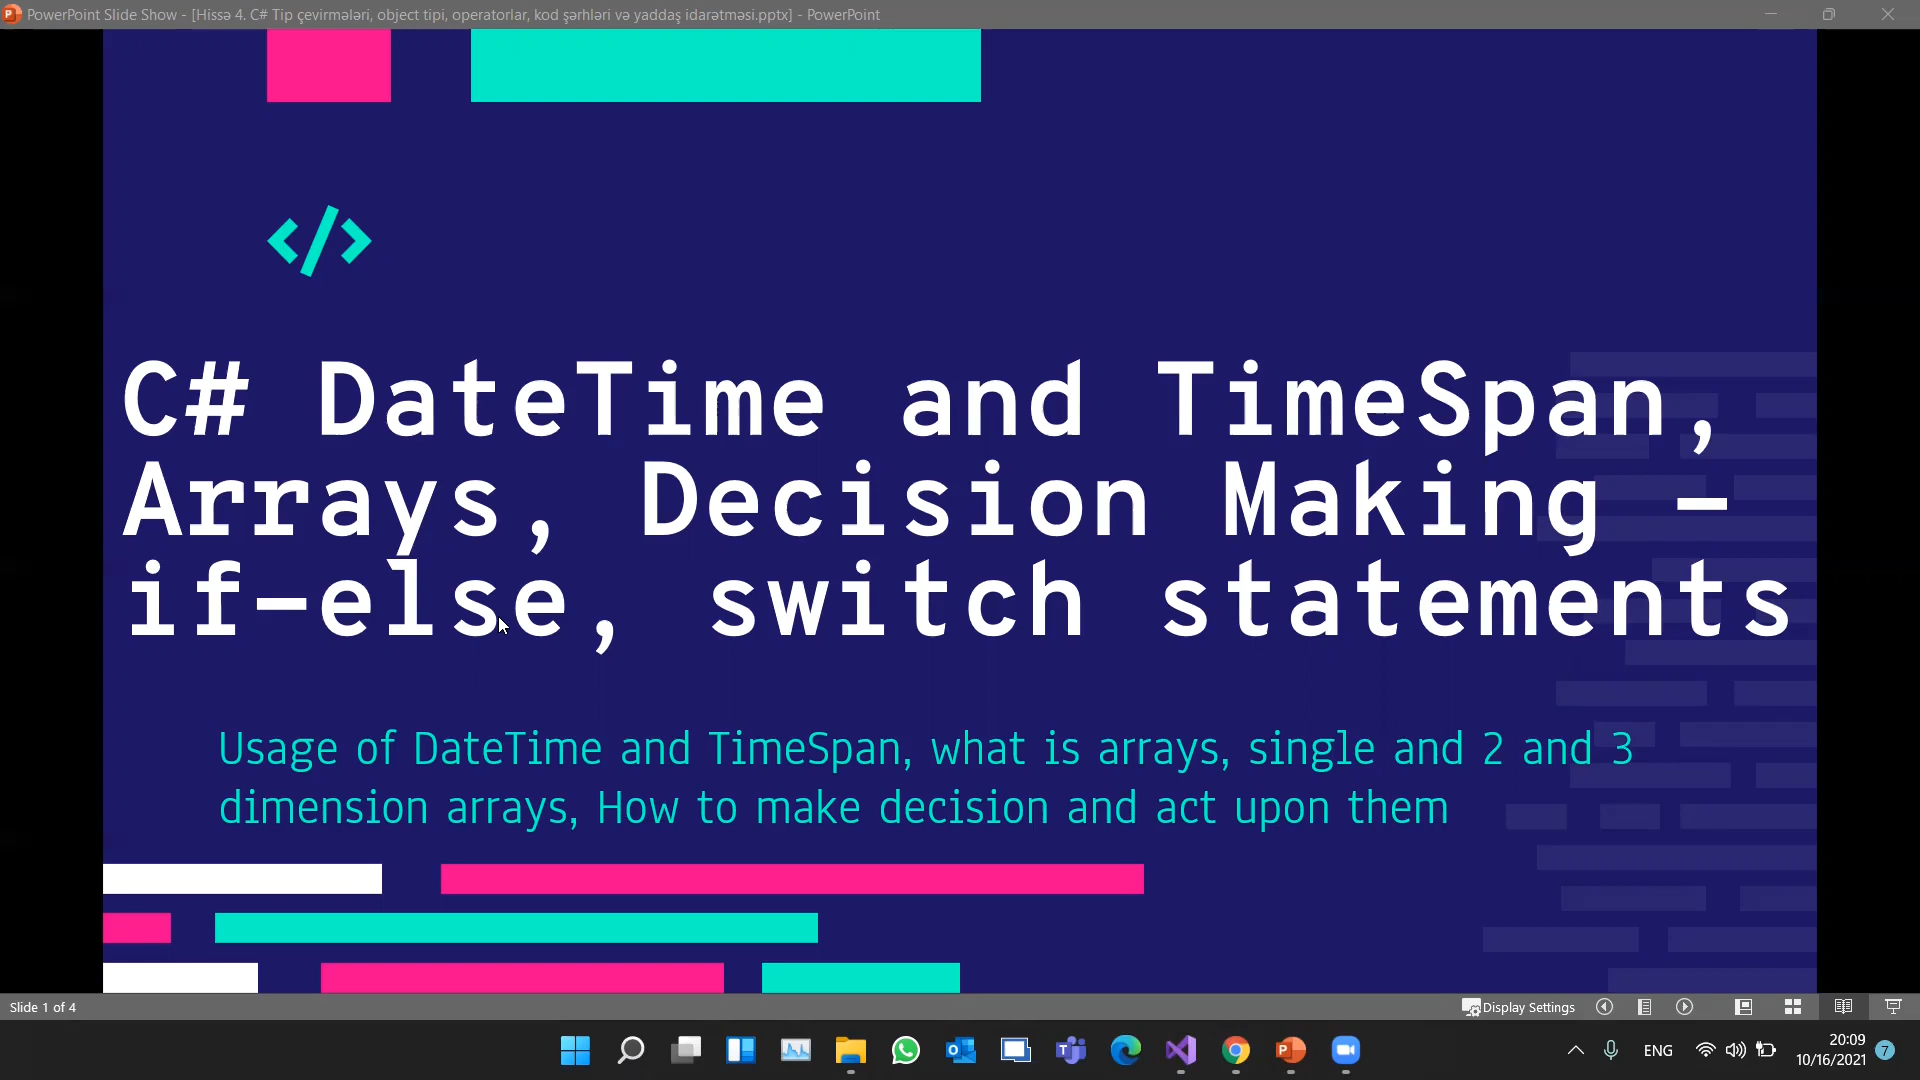 PowerPoint Slide Show - [Hissə 4. C# Tip çevirmələri, object tipi, operatorlar, kod şərhləri və yaddaş idarətməsi.pptx] - PowerPoint
</>
C# DateTime and TimeSpan,
Arrays, Decision Making -
if-else, switch statements
Usage of DateTime and TimeSpan, what is arrays, single and 2 and 3
dimension arrays, How to make decision and act upon them
Slide 1 of 4
Display Settings
ENG
20:09
10/16/2021
7